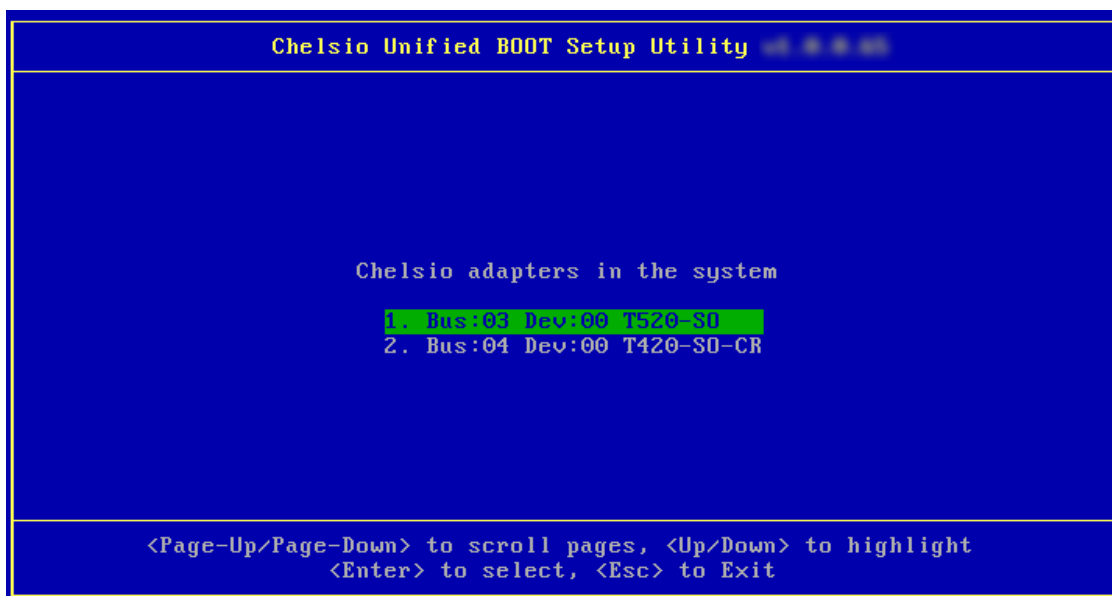 Chelsio Unified BOOT Setup Utility
Chelsio adapters in the system
1. Bus:03 Dev:00 T520-SO
2. Bus:04 Dev:00 T420-SO-CR
<Page-Up/Page-Down> to scroll pages, <Up/Down> to highlight
<Enter> to select, <Esc> to Exit